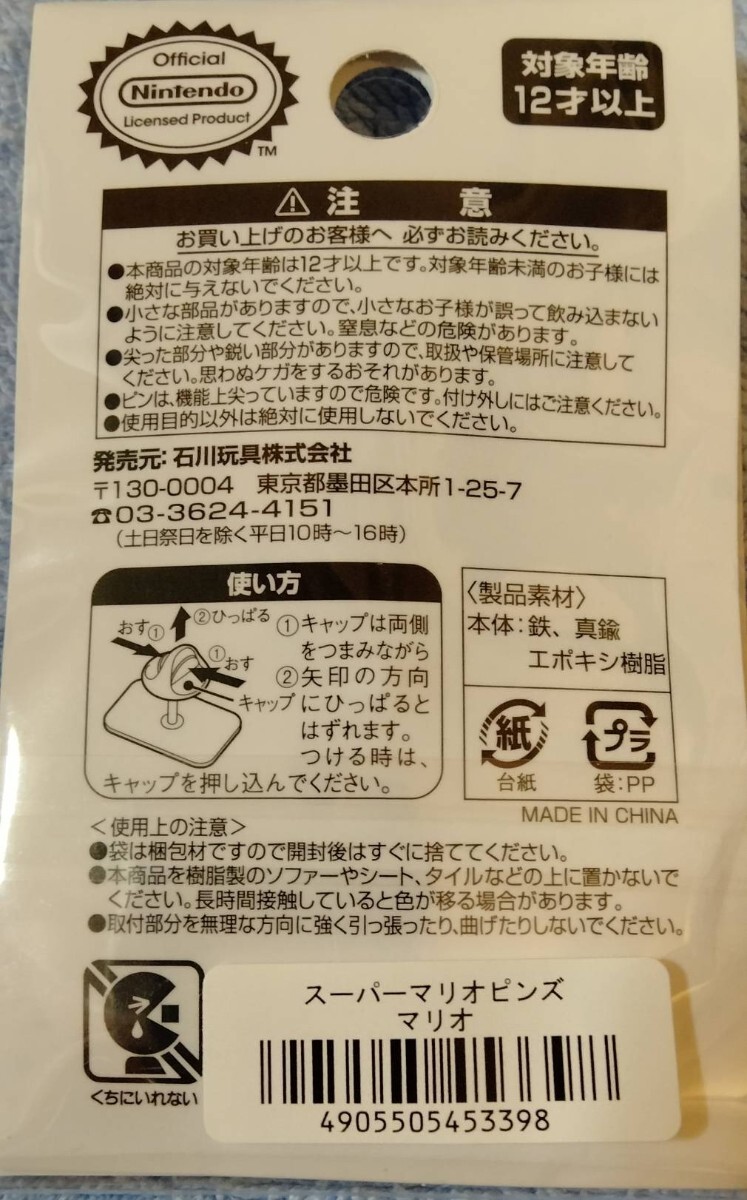 Official
Nintendo
Licensed Product
TM
対象年齢
12才以上
⚠注 意
お買い上げのお客様へ 必ずお読みください。
●本商品の対象年齢は12才以上です。対象年齢未満のお子様には
絶対に与えないでください。
●小さな部品がありますので、小さなお子様が誤って飲み込まない
ように注意してください。窒息などの危険があります。
●尖った部分や鋭い部分がありますので、取扱や保管場所に注意して
ください。思わぬケガをするおそれがあります。
●ピンは、機能上尖っていますので危険です。付け外しにはご注意ください。
●使用目的以外は絶対に使用しないでください。
発売元:石川玩具株式会社
〒130-0004 東京都墨田区本所1-25-7
☎03-3624-4151
(土日祭日を除く平日10時～16時)
使い方
おす①
②ひっぱる
①おす
キャップ
①キャップは両側
をつまみながら
②矢印の方向
にひっぱると
はずれます。
つける時は、
キャップを押し込んでください。
〈製品素材〉
本体:鉄、真鍮
エポキシ樹脂
紙
台紙
プラ
袋:PP
MADE IN CHINA
＜使用上の注意＞
●袋は梱包材ですので開封後はすぐに捨ててください。
●本商品を樹脂製のソファーやシート、タイルなどの上に置かないで
ください。長時間接触していると色が移る場合があります。
●取付部分を無理な方向に強く引っ張ったり、曲げたりしないでください。
くちにいれない
スーパーマリオピンズ
マリオ
4905505453398